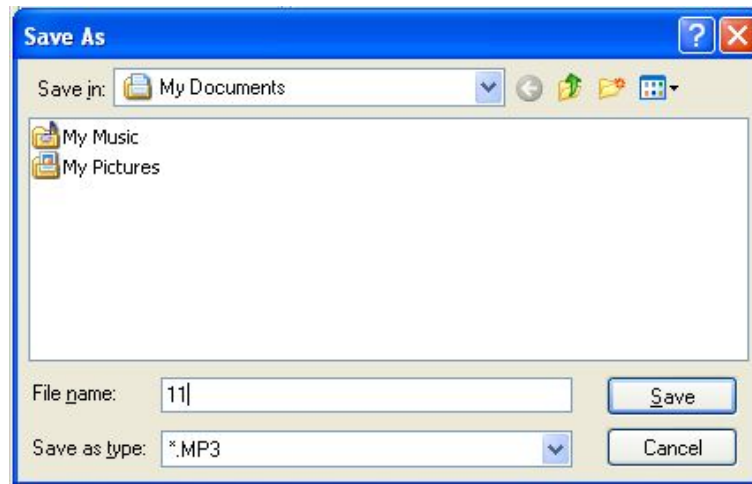 Save As
Save in: My Documents
My Music
My Pictures
File name: 11 Save
Save as type: *.MP3 Cancel